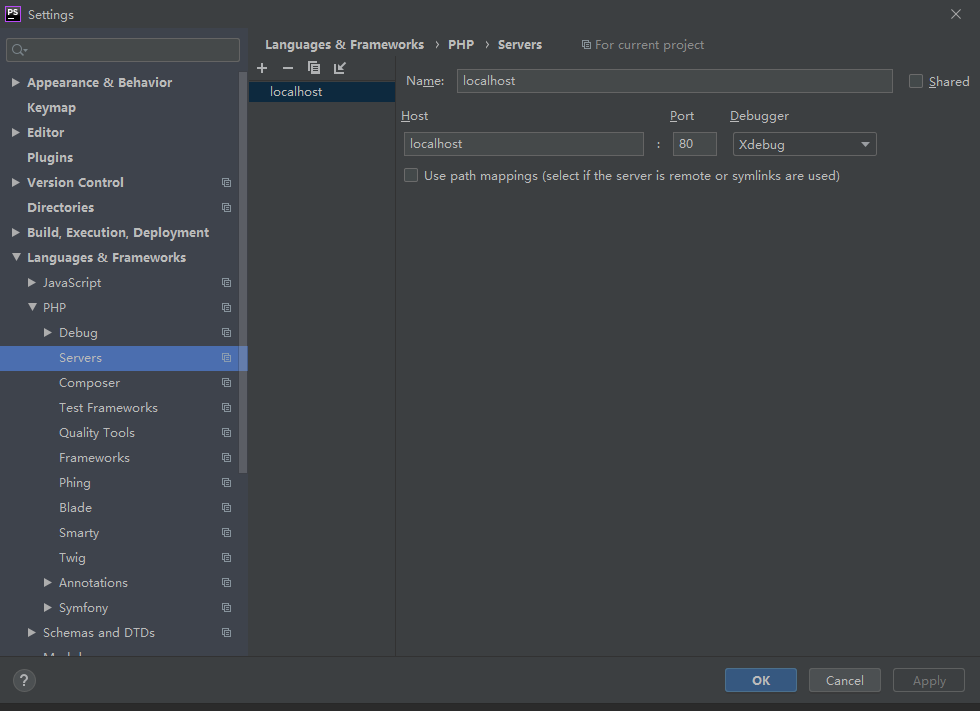 PS Settings
Languages & Frameworks › PHP › Servers For current project
Appearance & Behavior
Keymap
Editor
Plugins
Version Control
Directories
Build, Execution, Deployment
Languages & Frameworks
JavaScript
PHP
Debug
Servers
Composer
Test Frameworks
Quality Tools
Frameworks
Phing
Blade
Smarty
Twig
Annotations
Symfony
Schemas and DTDs
localhost
Name: localhost Shared
Host Port Debugger
localhost : 80 Xdebug
Use path mappings (select if the server is remote or symlinks are used)
? OK Cancel Apply